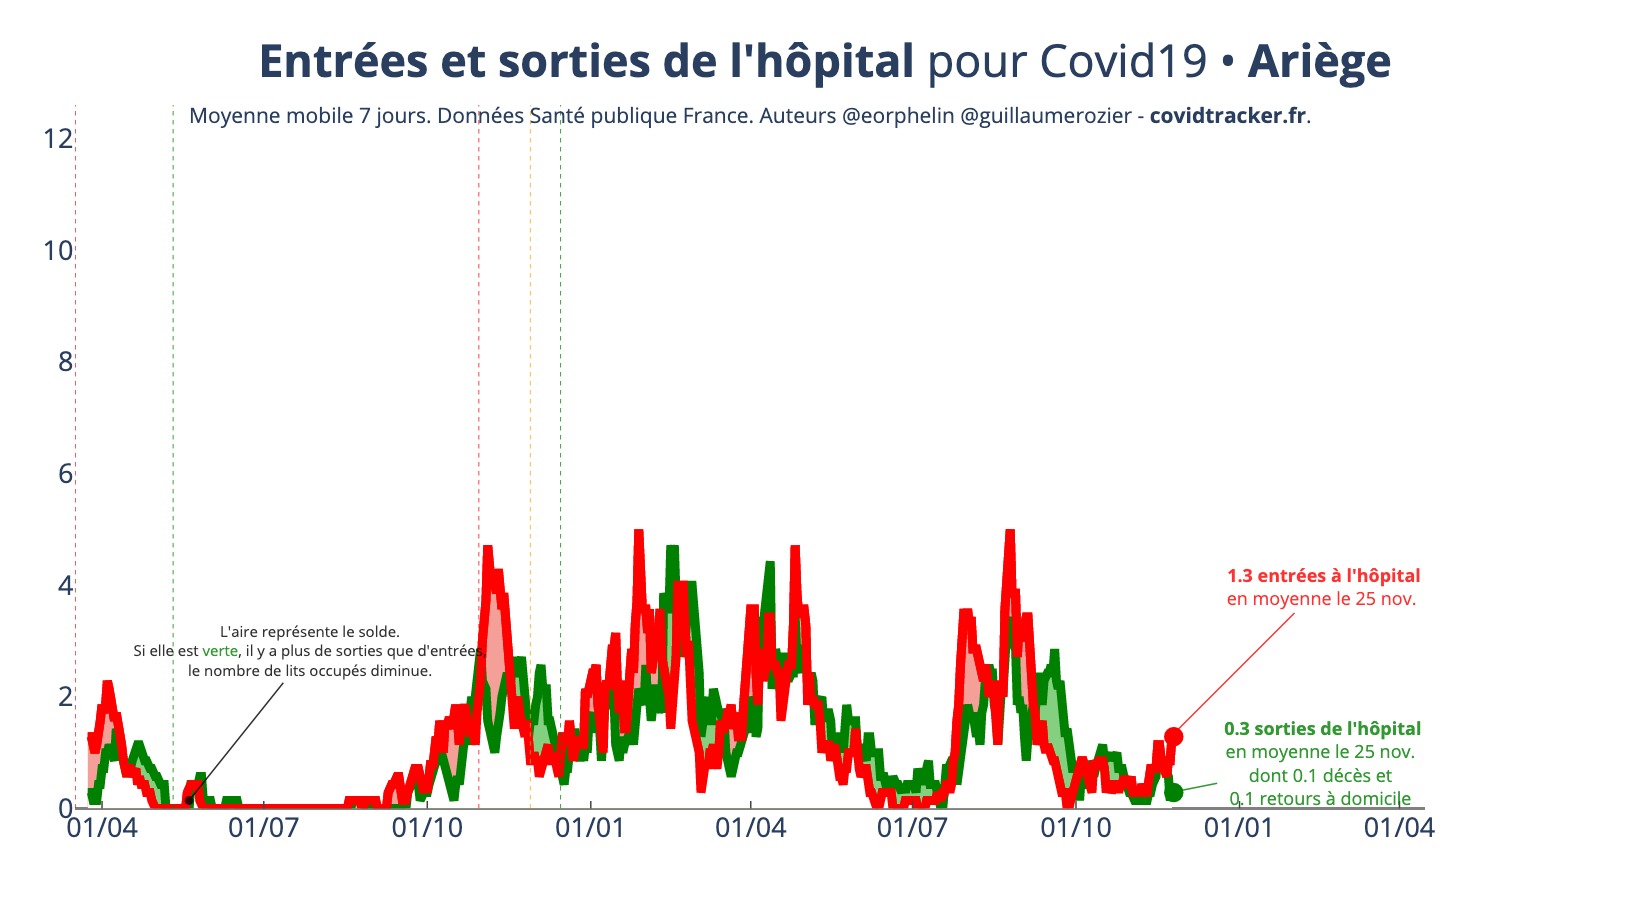 Entrées et sorties de l'hôpital pour Covid19 • Ariège
Moyenne mobile 7 jours. Données Santé publique France. Auteurs @eorphelin @guillaumerozier - covidtracker.fr.
12
10
8
6
4
2
0
L'aire représente le solde.
Si elle est verte, il y a plus de sorties que d'entrées,
le nombre de lits occupés diminue.
1.3 entrées à l'hôpital
en moyenne le 25 nov.
0.3 sorties de l'hôpital
en moyenne le 25 nov.
dont 0.1 décès et
0.1 retours à domicile
01/04 01/07 01/10 01/01 01/04 01/07 01/10 01/01 01/04